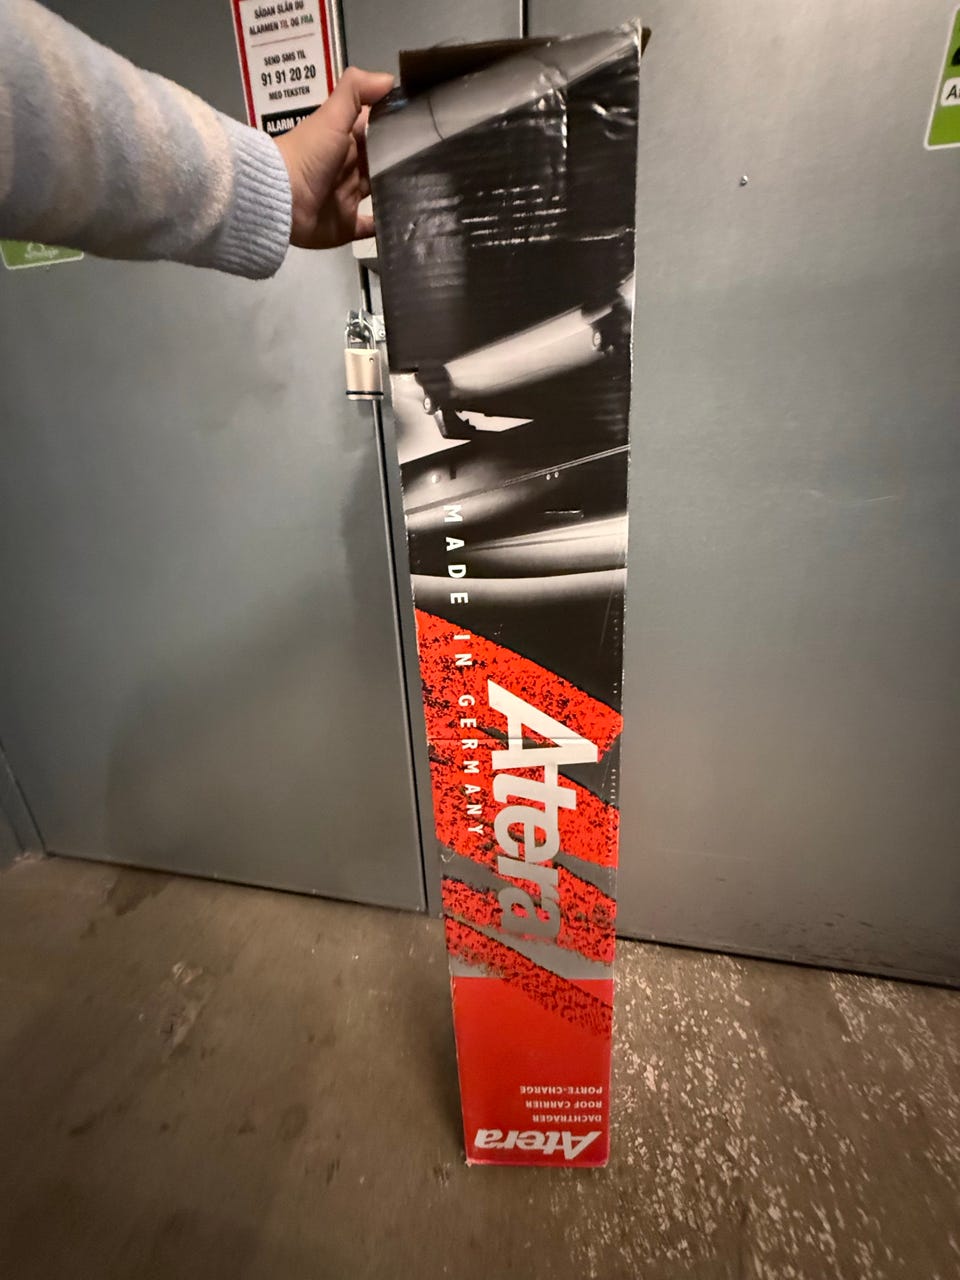 SÅDAN SLÅR DU
ALARMEN TIL OG FRA
SEND SMS TIL
91 91 20 20
MED TEKSTEN
MADE IN GERMANY
Atera
PORTE-CHARGE
ROOF CARRIER
DACHTRÄGER
Atera